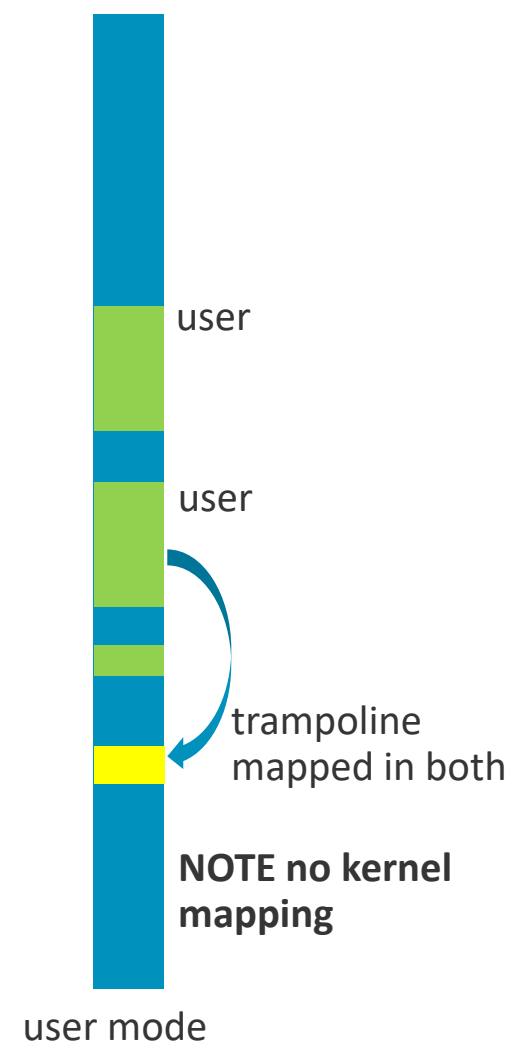 user
user
trampoline
mapped in both
NOTE no kernel
mapping
user mode